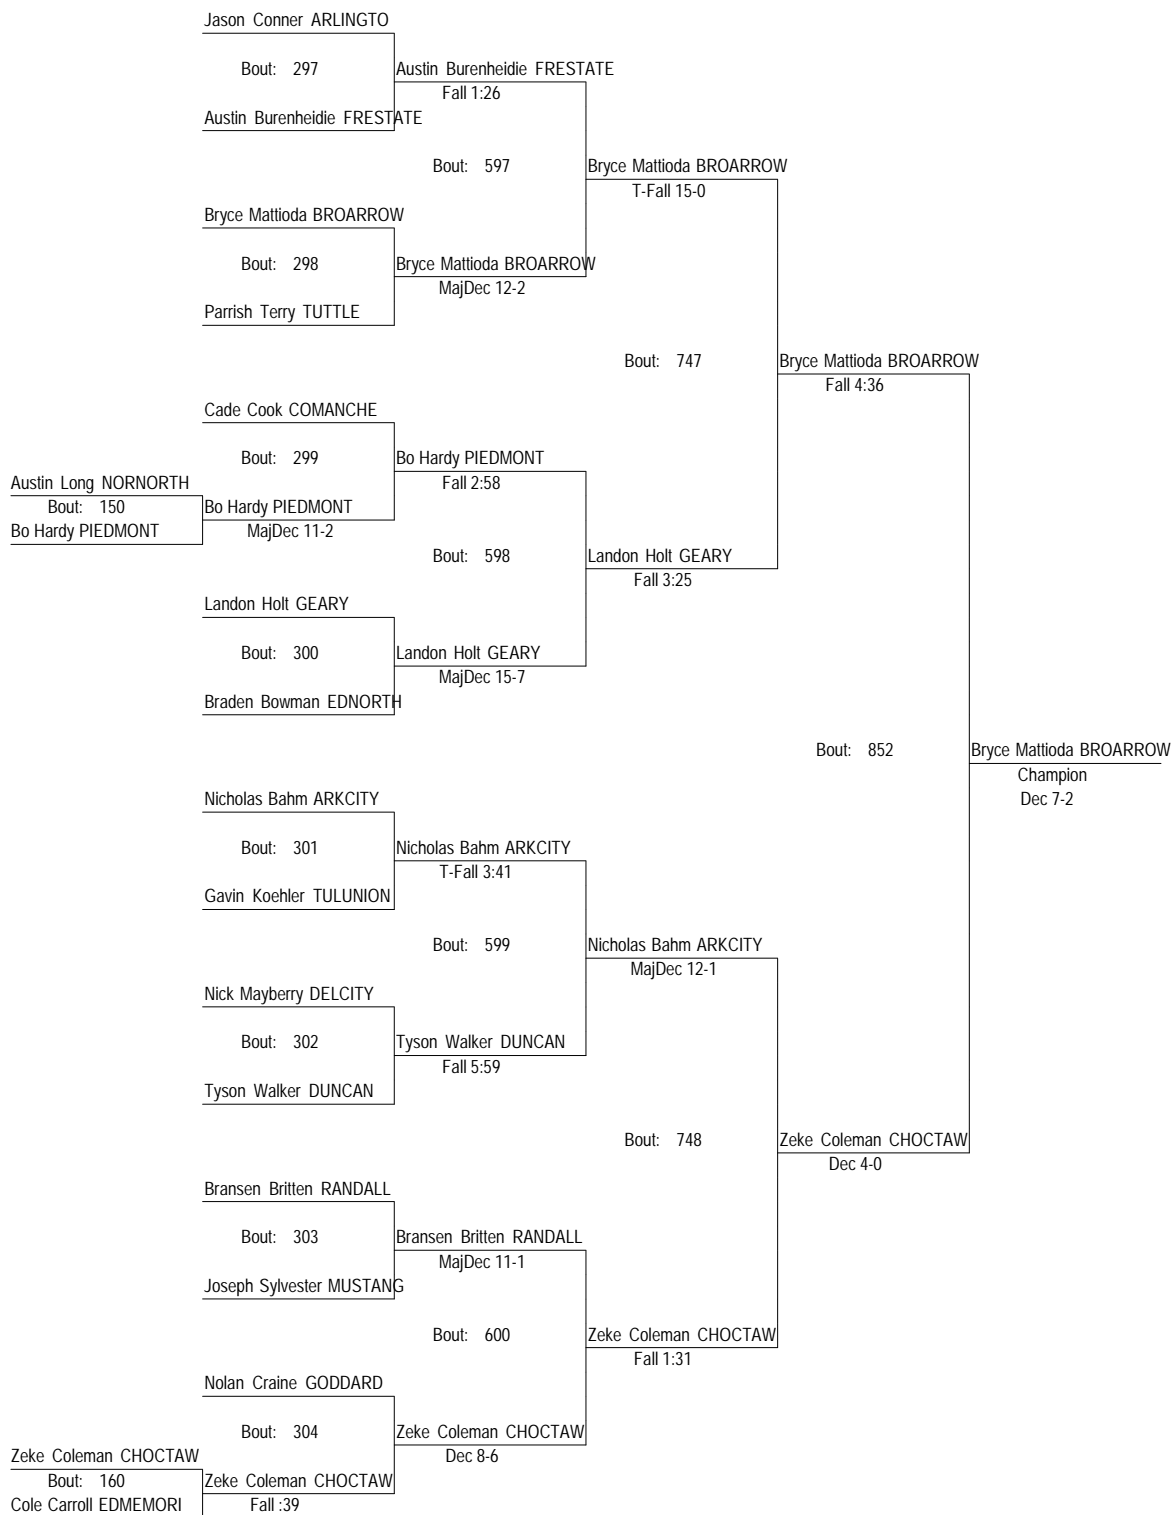 Jason Conner ARLINGTO
Bout: 297
Austin Burenheidie FRESTATE
Fall 1:26
Austin Burenheidie FRESTATE
Bout: 597
Bryce Mattioda BROARROW
T-Fall 15-0
Bryce Mattioda BROARROW
Bout: 298
Bryce Mattioda BROARROW
MajDec 12-2
Parrish Terry TUTTLE
Bout: 747
Bryce Mattioda BROARROW
Fall 4:36
Cade Cook COMANCHE
Bout: 299
Bo Hardy PIEDMONT
Fall 2:58
Austin Long NORNORTH
Bout: 150
Bo Hardy PIEDMONT
Bo Hardy PIEDMONT
MajDec 11-2
Bout: 598
Landon Holt GEARY
Fall 3:25
Landon Holt GEARY
Bout: 300
Landon Holt GEARY
MajDec 15-7
Braden Bowman EDNORTH
Bout: 852
Bryce Mattioda BROARROW
Champion
Dec 7-2
Nicholas Bahm ARKCITY
Bout: 301
Nicholas Bahm ARKCITY
T-Fall 3:41
Gavin Koehler TULUNION
Bout: 599
Nicholas Bahm ARKCITY
MajDec 12-1
Nick Mayberry DELCITY
Bout: 302
Tyson Walker DUNCAN
Fall 5:59
Tyson Walker DUNCAN
Bout: 748
Zeke Coleman CHOCTAW
Dec 4-0
Bransen Britten RANDALL
Bout: 303
Bransen Britten RANDALL
MajDec 11-1
Joseph Sylvester MUSTANG
Bout: 600
Zeke Coleman CHOCTAW
Fall 1:31
Nolan Craine GODDARD
Bout: 304
Zeke Coleman CHOCTAW
Dec 8-6
Zeke Coleman CHOCTAW
Bout: 160
Zeke Coleman CHOCTAW
Cole Carroll EDMEMORI
Fall :39